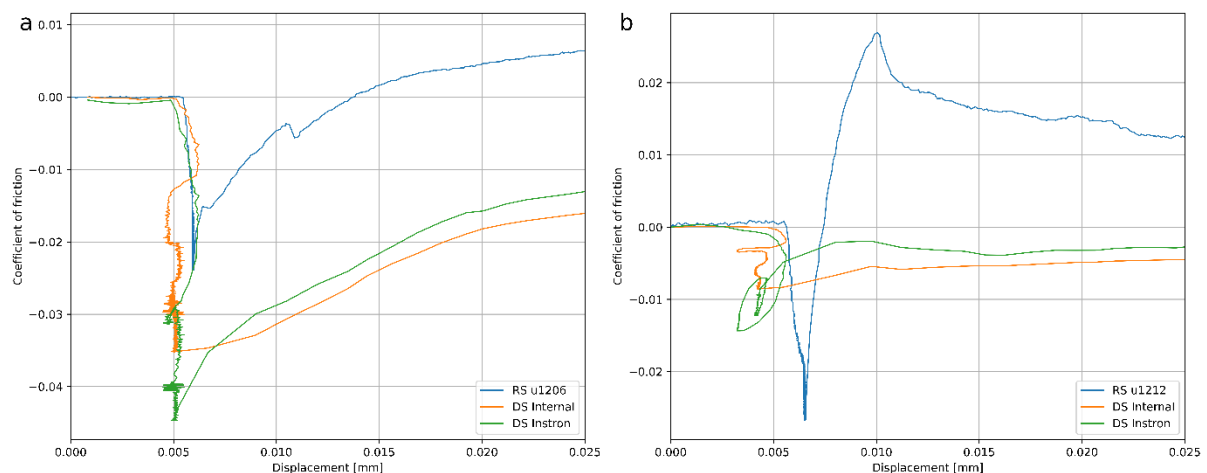 a
0.01
0.00
−0.01
−0.02
−0.03
−0.04
Coefficient of friction
0.000
0.005
0.010
0.015
0.020
0.025
Displacement [mm]
RS u1206
DS Internal
DS Instron
b
0.02
0.01
0.00
−0.01
−0.02
Coefficient of friction
0.000
0.005
0.010
0.015
0.020
0.025
Displacement [mm]
RS u1212
DS Internal
DS Instron